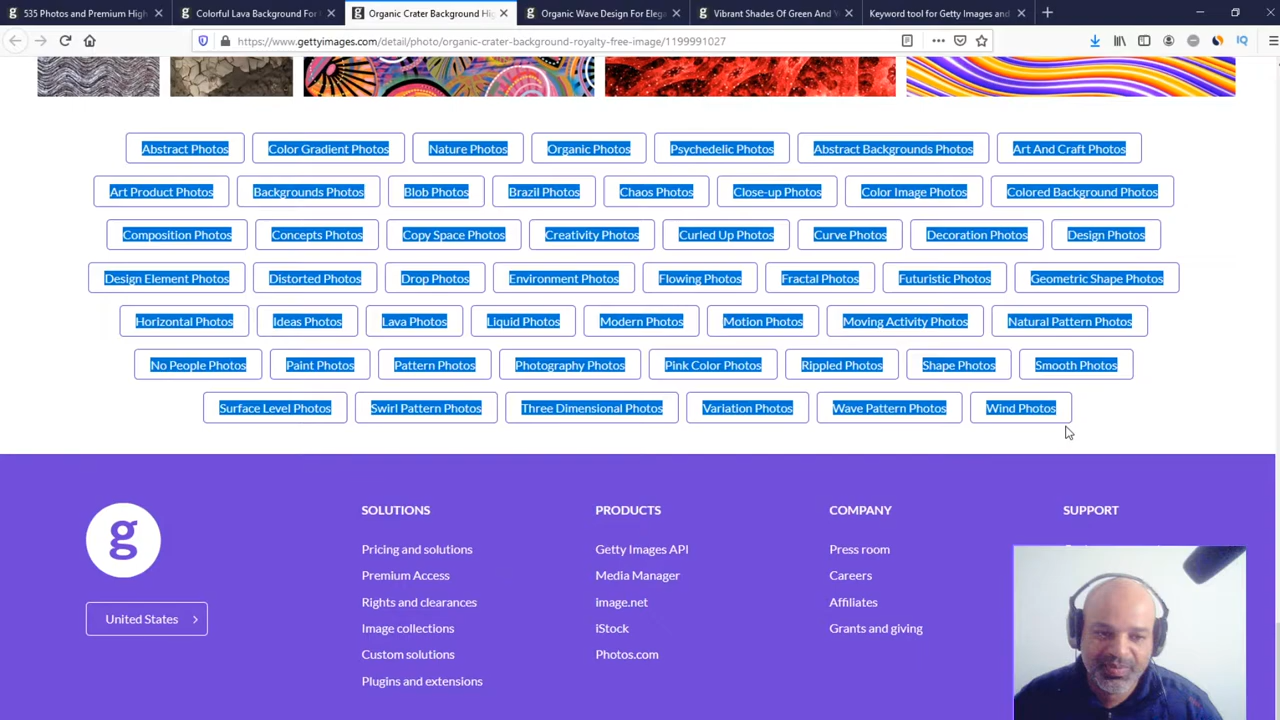 535 Photos and Premium High
Colorful Lava Background For
Organic Crater Background Hi
Organic Wave Design For Elega
Vibrant Shades Of Green And
Keyword tool for Getty Images and
https://www.gettyimages.com/detail/photo/organic-crater-background-royalty-free-image/1199991027
Abstract Photos Color Gradient Photos Nature Photos Organic Photos Psychedelic Photos Abstract Backgrounds Photos Art And Craft Photos
Art Product Photos Backgrounds Photos Blob Photos Brazil Photos Chaos Photos Close-up Photos Color Image Photos Colored Background Photos
Composition Photos Concepts Photos Copy Space Photos Creativity Photos Curled Up Photos Curve Photos Decoration Photos Design Photos
Design Element Photos Distorted Photos Drop Photos Environment Photos Flowing Photos Fractal Photos Futuristic Photos Geometric Shape Photos
Horizontal Photos Ideas Photos Lava Photos Liquid Photos Modern Photos Motion Photos Moving Activity Photos Natural Pattern Photos
No People Photos Paint Photos Pattern Photos Photography Photos Pink Color Photos Rippled Photos Shape Photos Smooth Photos
Surface Level Photos Swirl Pattern Photos Three Dimensional Photos Variation Photos Wave Pattern Photos Wind Photos
g
United States
SOLUTIONS
Pricing and solutions
Premium Access
Rights and clearances
Image collections
Custom solutions
Plugins and extensions
PRODUCTS
Getty Images API
Media Manager
image.net
iStock
Photos.com
COMPANY
Press room
Careers
Affiliates
Grants and giving
SUPPORT